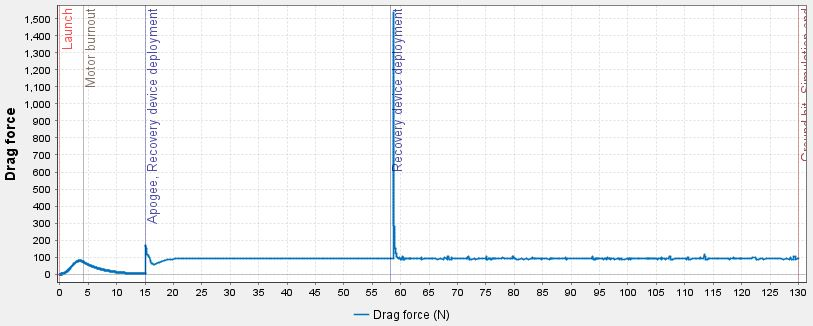 1,500
1,400
1,300
1,200
1,100
1,000
900
800
700
600
500
400
300
200
100
0
Drag force
Launch
Motor burnout
Apogee, Recovery device deployment
Recovery device deployment
0 5 10 15 20 25 30 35 40 45 50 55 60 65 70 75 80 85 90 95 100 105 110 115 120 125 130
Drag force (N)